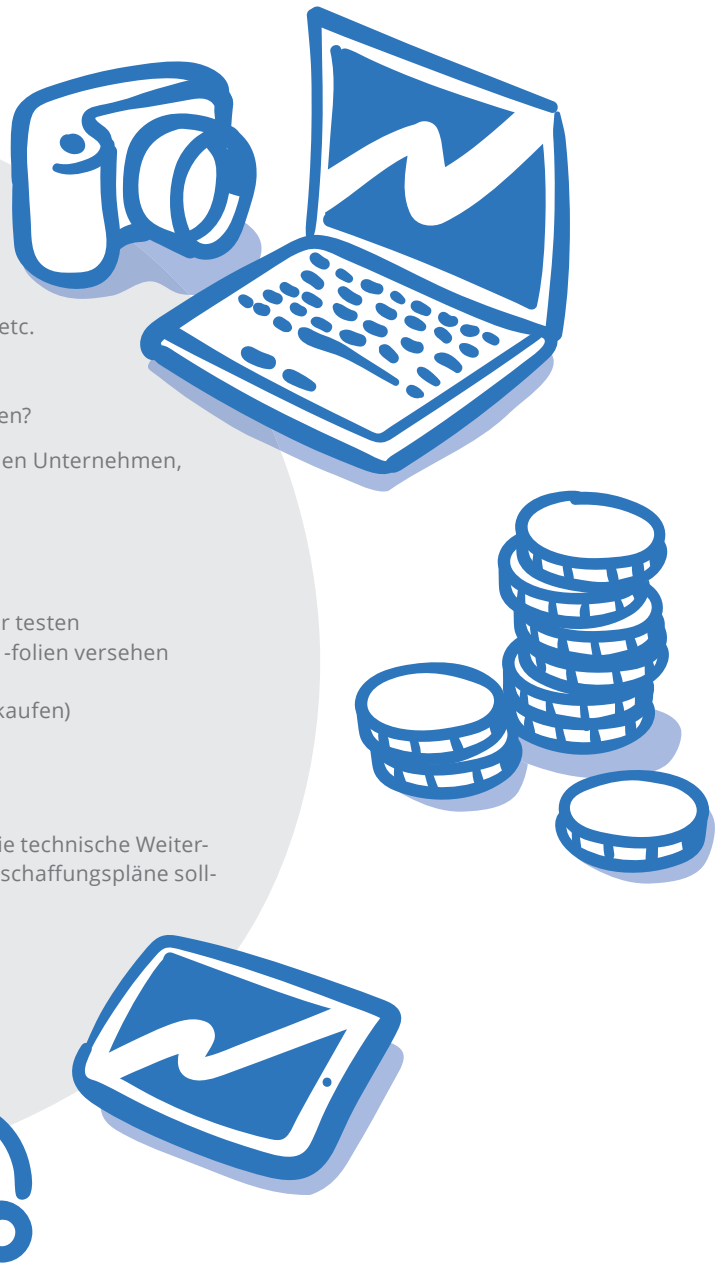 etc.
en?
en Unternehmen,
r testen
-folien versehen
kaufen)
ie technische Weiter-
schaffungspläne soll-